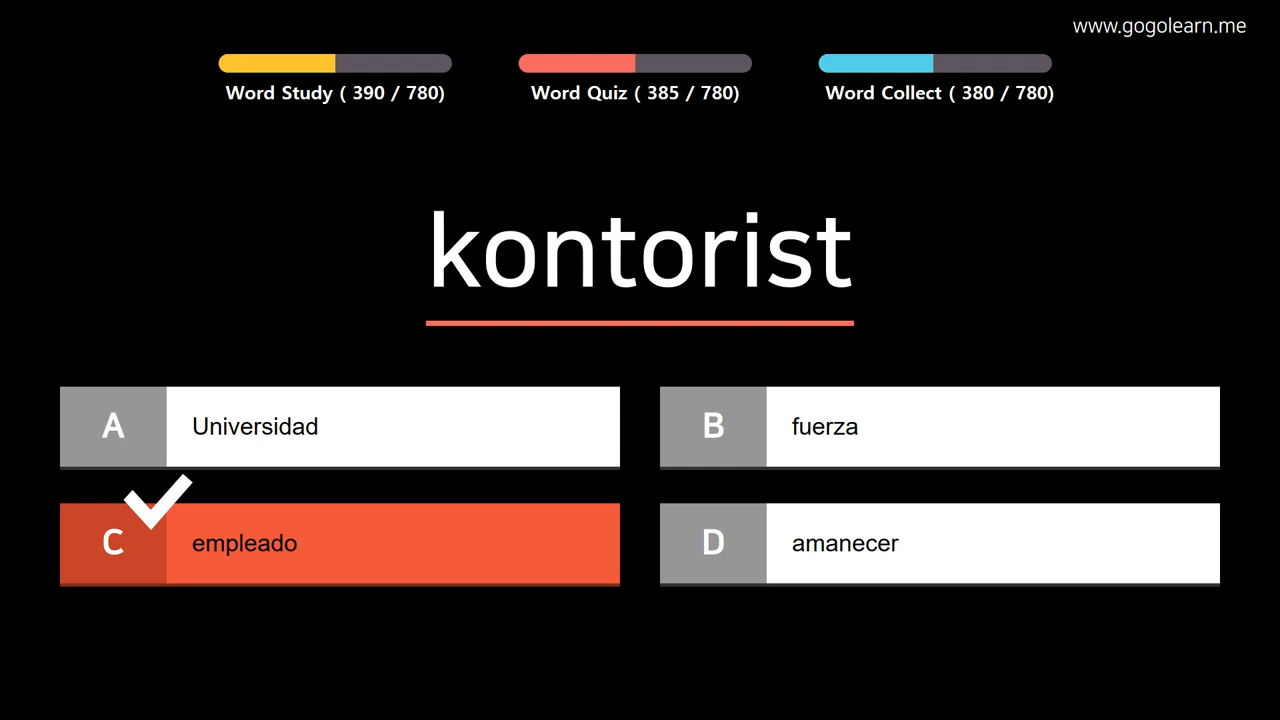 www.gogolearn.me
Word Study ( 390 / 780)
Word Quiz ( 385 / 780)
Word Collect ( 380 / 780)
kontorist
A
Universidad
B
fuerza
C
empleado
D
amanecer